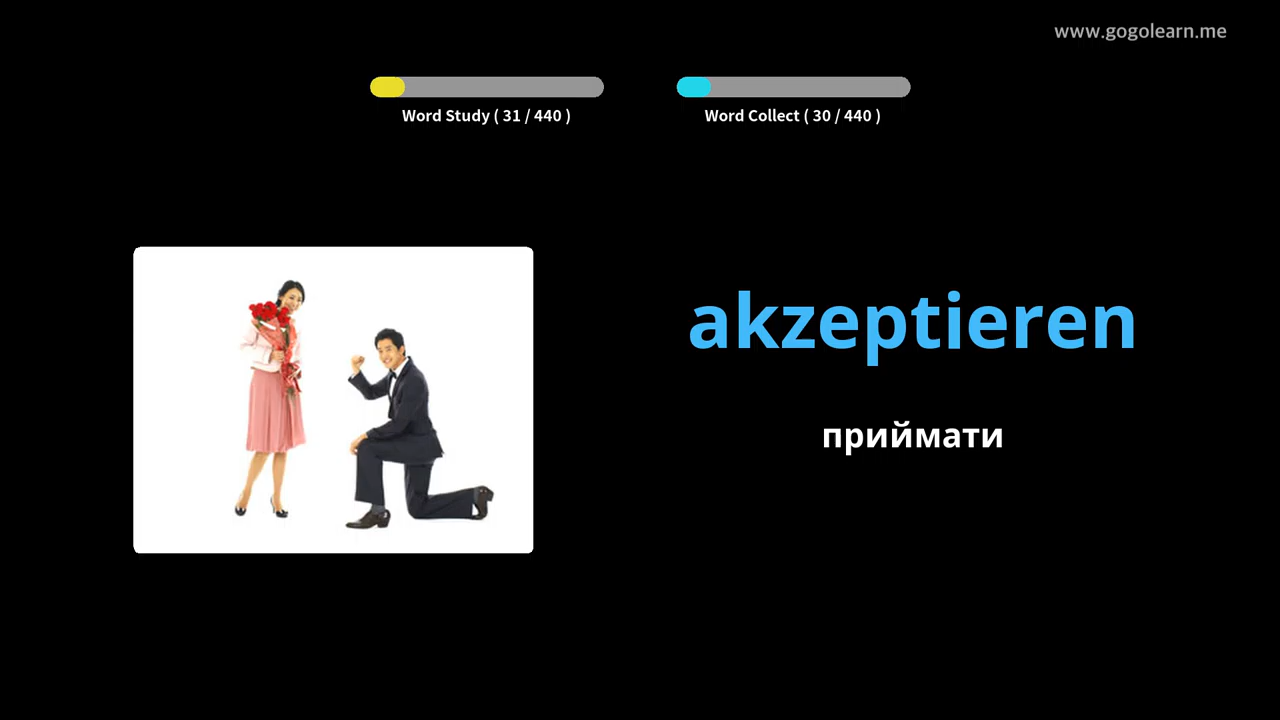 www.gogolearn.me
Word Study ( 31 / 440 )
Word Collect ( 30 / 440 )
akzeptieren
приймати